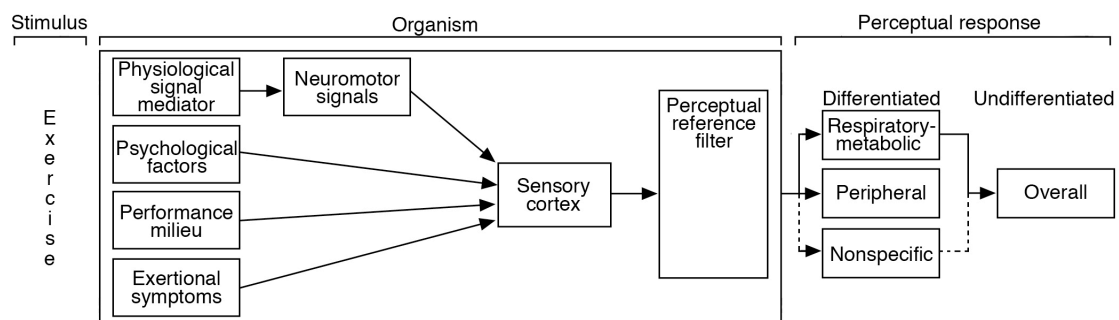 Stimulus
Organism
Perceptual response
Exercise
Physiological
signal
mediator
Neuromotor
signals
Psychological
factors
Performance
milieu
Exertional
symptoms
Sensory
cortex
Perceptual
reference
filter
Differentiated
Undifferentiated
Respiratory-
metabolic
Peripheral
Nonspecific
Overall